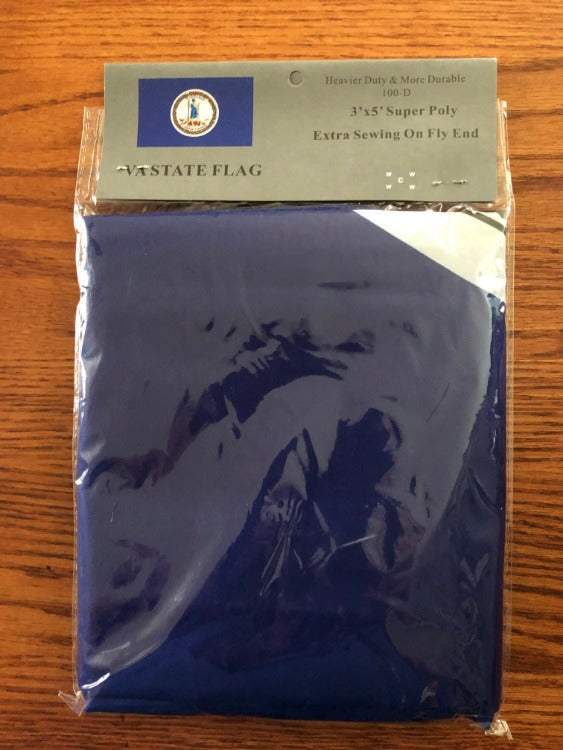 Heavier Duty & More Durable
100-D
3'x5' Super Poly
Extra Sewing On Fly End
VA STATE FLAG
W W
C
W W